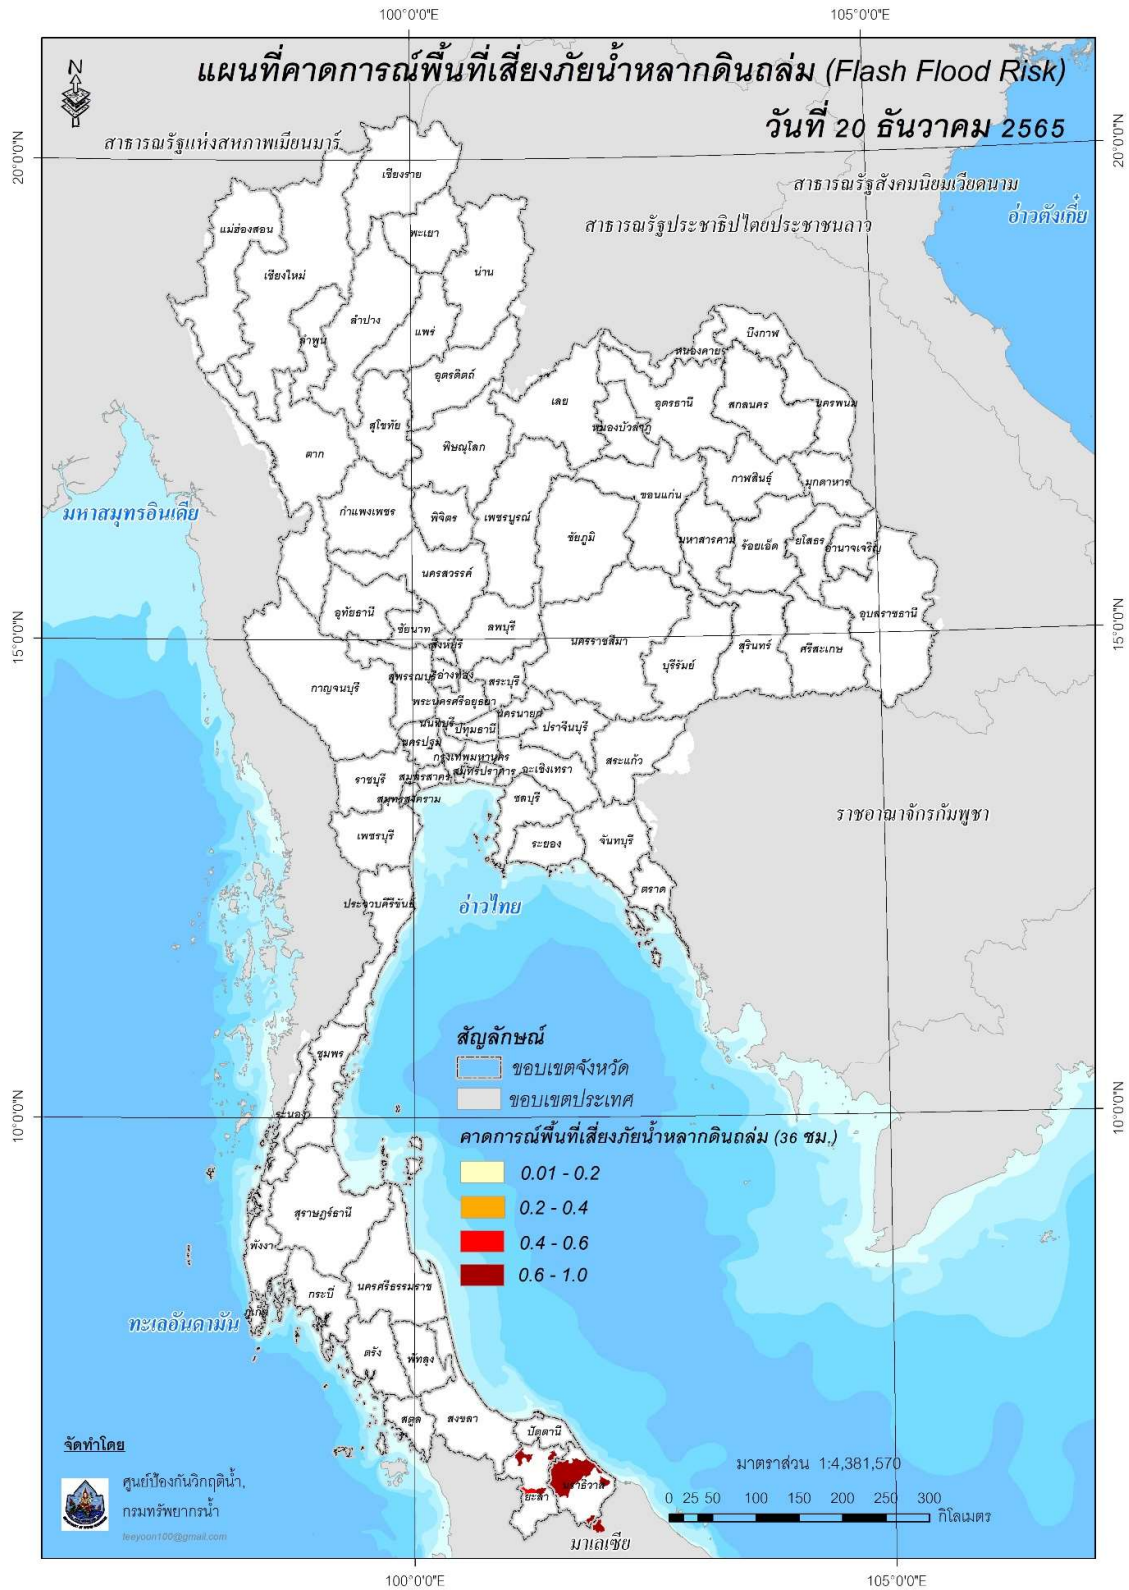 100°0'0"E
105°0'0"E
แผนที่คาดการณ์พื้นที่เสี่ยงภัยน้ำหลากดินถล่ม (Flash Flood Risk)
วันที่ 20 ธันวาคม 2565
N
20°0'0"N
20°0'0"N
สาธารณรัฐแห่งสหภาพเมียนมาร์
สาธารณรัฐสังคมนิยมเวียดนาม
สาธารณรัฐประชาธิปไตยประชาชนลาว
อ่าวตังเกี๋ย
เชียงราย
แม่ฮ่องสอน
พะเยา
เชียงใหม่
น่าน
ลำปาง
แพร่
ลำพูน
บึงกาฬ
หนองคาย
อุตรดิตถ์
เลย
อุดรธานี
สกลนคร
นครพนม
สุโขทัย
หนองบัวลำภู
พิษณุโลก
ตาก
กาฬสินธุ์
มุกดาหาร
ขอนแก่น
มหาสมุทรอินเดีย
กำแพงเพชร
พิจิตร
เพชรบูรณ์
ชัยภูมิ
มหาสารคาม
ร้อยเอ็ด
ยโสธร
อำนาจเจริญ
นครสวรรค์
อุทัยธานี
อุบลราชธานี
15°0'0"N
15°0'0"N
ชัยนาท
ลพบุรี
นครราชสีมา
สุรินทร์
ศรีสะเกษ
สิงห์บุรี
บุรีรัมย์
กาญจนบุรี
สุพรรณบุรี
อ่างทอง
สระบุรี
พระนครศรีอยุธยา
นครนายก
นนทบุรี
ปทุมธานี
ปราจีนบุรี
นครปฐม
กรุงเทพมหานคร
สระแก้ว
ราชบุรี
สมุทรสาคร
สมุทรปราการ
ฉะเชิงเทรา
สมุทรสงคราม
ชลบุรี
ราชอาณาจักรกัมพูชา
เพชรบุรี
ระยอง
จันทบุรี
ตราด
ประจวบคีรีขันธ์
อ่าวไทย
สัญลักษณ์
ขอบเขตจังหวัด
ขอบเขตประเทศ
ชุมพร
ระนอง
10°0'0"N
10°0'0"N
คาดการณ์พื้นที่เสี่ยงภัยน้ำหลากดินถล่ม (36 ชม.)
0.01 - 0.2
0.2 - 0.4
0.4 - 0.6
0.6 - 1.0
สุราษฎร์ธานี
พังงา
นครศรีธรรมราช
กระบี่
ภูเก็ต
ทะเลอันดามัน
ตรัง
พัทลุง
สตูล
สงขลา
ปัตตานี
ยะลา
นราธิวาส
มาเลเซีย
จัดทำโดย
ศูนย์ป้องกันวิกฤติน้ำ,
กรมทรัพยากรน้ำ
teeyoon100@gmail.com
มาตราส่วน 1:4,381,570
0 25 50 100 150 200 250 300
กิโลเมตร
100°0'0"E
105°0'0"E